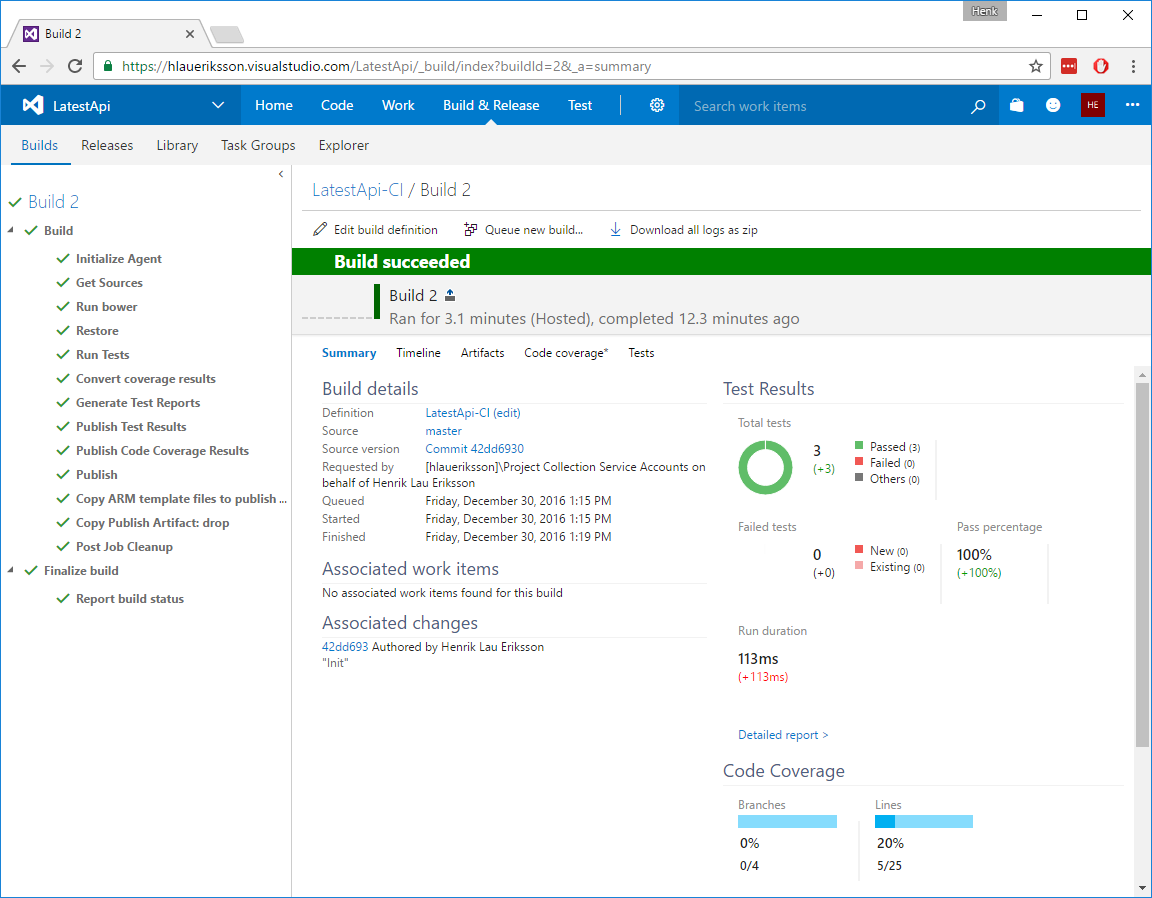 Henk
Build 2
https://hlaueriksson.visualstudio.com/LatestApi/_build/index?buildId=2&_a=summary
LatestApi Home Code Work Build & Release Test Search work items HE
Builds Releases Library Task Groups Explorer
Build 2
Build
Initialize Agent
Get Sources
Run bower
Restore
Run Tests
Convert coverage results
Generate Test Reports
Publish Test Results
Publish Code Coverage Results
Publish
Copy ARM template files to publish ...
Copy Publish Artifact: drop
Post Job Cleanup
Finalize build
Report build status
LatestApi-CI / Build 2
Edit build definition Queue new build... Download all logs as zip
Build succeeded
Build 2
Ran for 3.1 minutes (Hosted), completed 12.3 minutes ago
Summary Timeline Artifacts Code coverage* Tests
Build details
Definition LatestApi-CI (edit)
Source master
Source version Commit 42dd6930
Requested by [hlaueriksson]\Project Collection Service Accounts on
behalf of Henrik Lau Eriksson
Queued Friday, December 30, 2016 1:15 PM
Started Friday, December 30, 2016 1:15 PM
Finished Friday, December 30, 2016 1:19 PM
Associated work items
No associated work items found for this build
Associated changes
42dd693 Authored by Henrik Lau Eriksson
"Init"
Test Results
Total tests
3
(+3)
Passed (3)
Failed (0)
Others (0)
Failed tests
0
(+0)
New (0)
Existing (0)
Pass percentage
100%
(+100%)
Run duration
113ms
(+113ms)
Detailed report >
Code Coverage
Branches
0%
0/4
Lines
20%
5/25